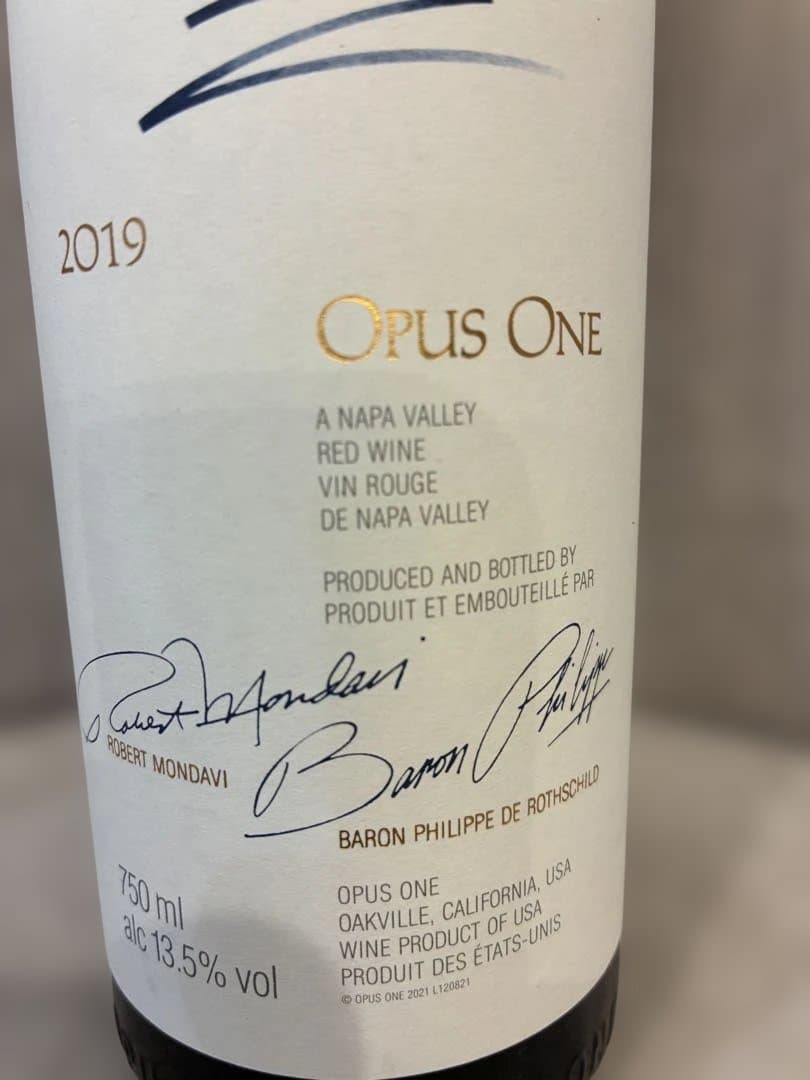 2019
OPUS ONE
A NAPA VALLEY
RED WINE
VIN ROUGE
DE NAPA VALLEY
PRODUCED AND BOTTLED BY
PRODUIT ET EMBOUTEILLÉ PAR
Robert Mondavi
ROBERT MONDAVI
Baron Philippe
BARON PHILIPPE DE ROTHSCHILD
750 ml
alc 13.5% vol
OPUS ONE
OAKVILLE, CALIFORNIA, USA
WINE PRODUCT OF USA
PRODUIT DES ÉTATS-UNIS
© OPUS ONE 2021 L120821